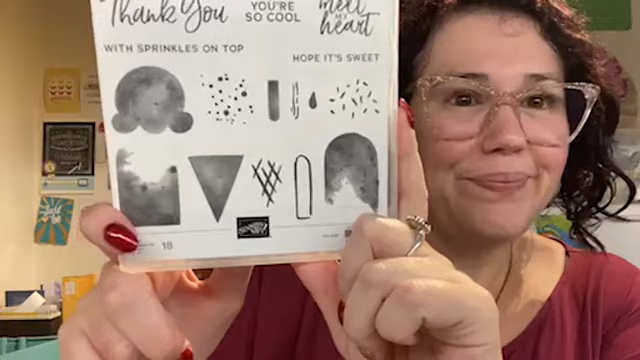 Thank You
YOU'RE
SO COOL
melt
MY
heart
WITH SPRINKLES ON TOP
HOPE IT'S SWEET
18